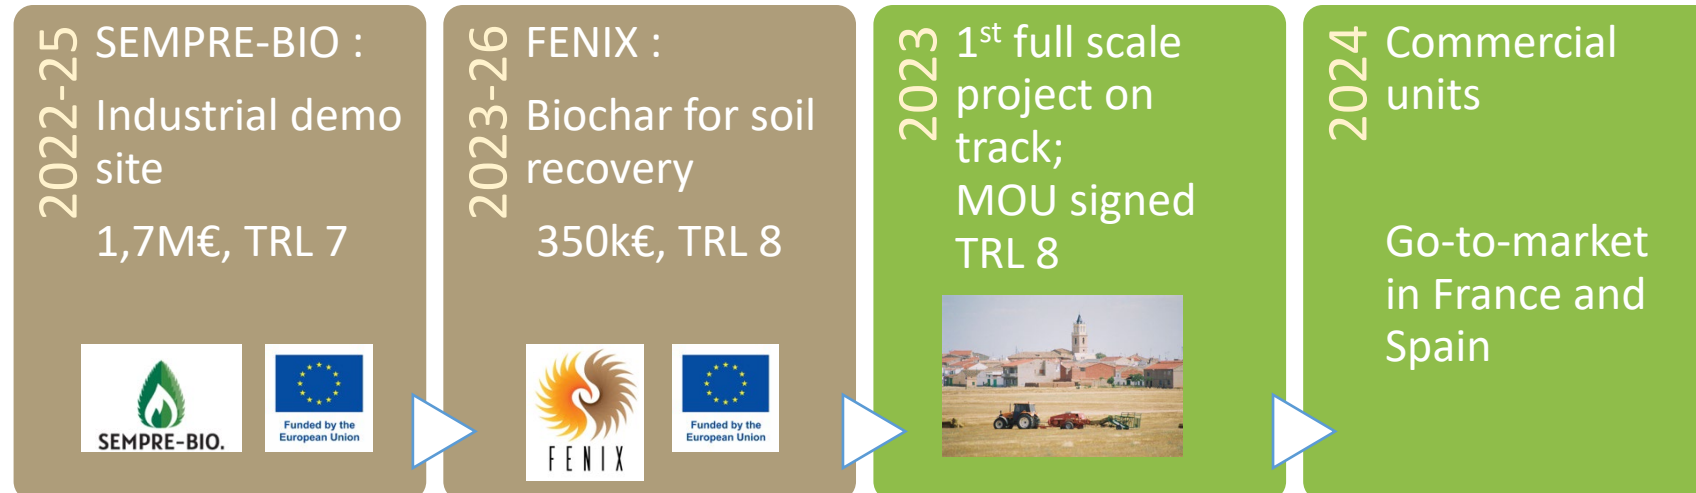 2022-25
SEMPRE-BIO :
Industrial demo
site
1,7M€, TRL 7
SEMPRE-BIO.
Funded by the
European Union
2023-26
FENIX :
Biochar for soil
recovery
350k€, TRL 8
FENIX
Funded by the
European Union
2023
1st full scale
project on
track;
MOU signed
TRL 8
2024
Commercial
units
Go-to-market
in France and
Spain